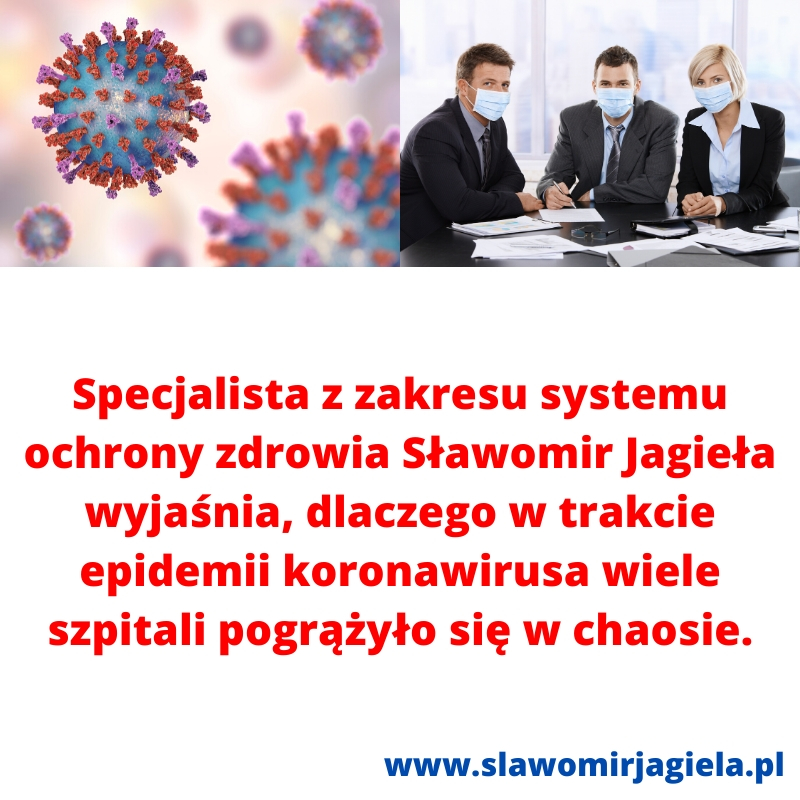 Specjalista z zakresu systemu
ochrony zdrowia Sławomir Jagieła
wyjaśnia, dlaczego w trakcie
epidemii koronawirusa wiele
szpitali pogrążyło się w chaosie.
www.slawomirjagiela.pl